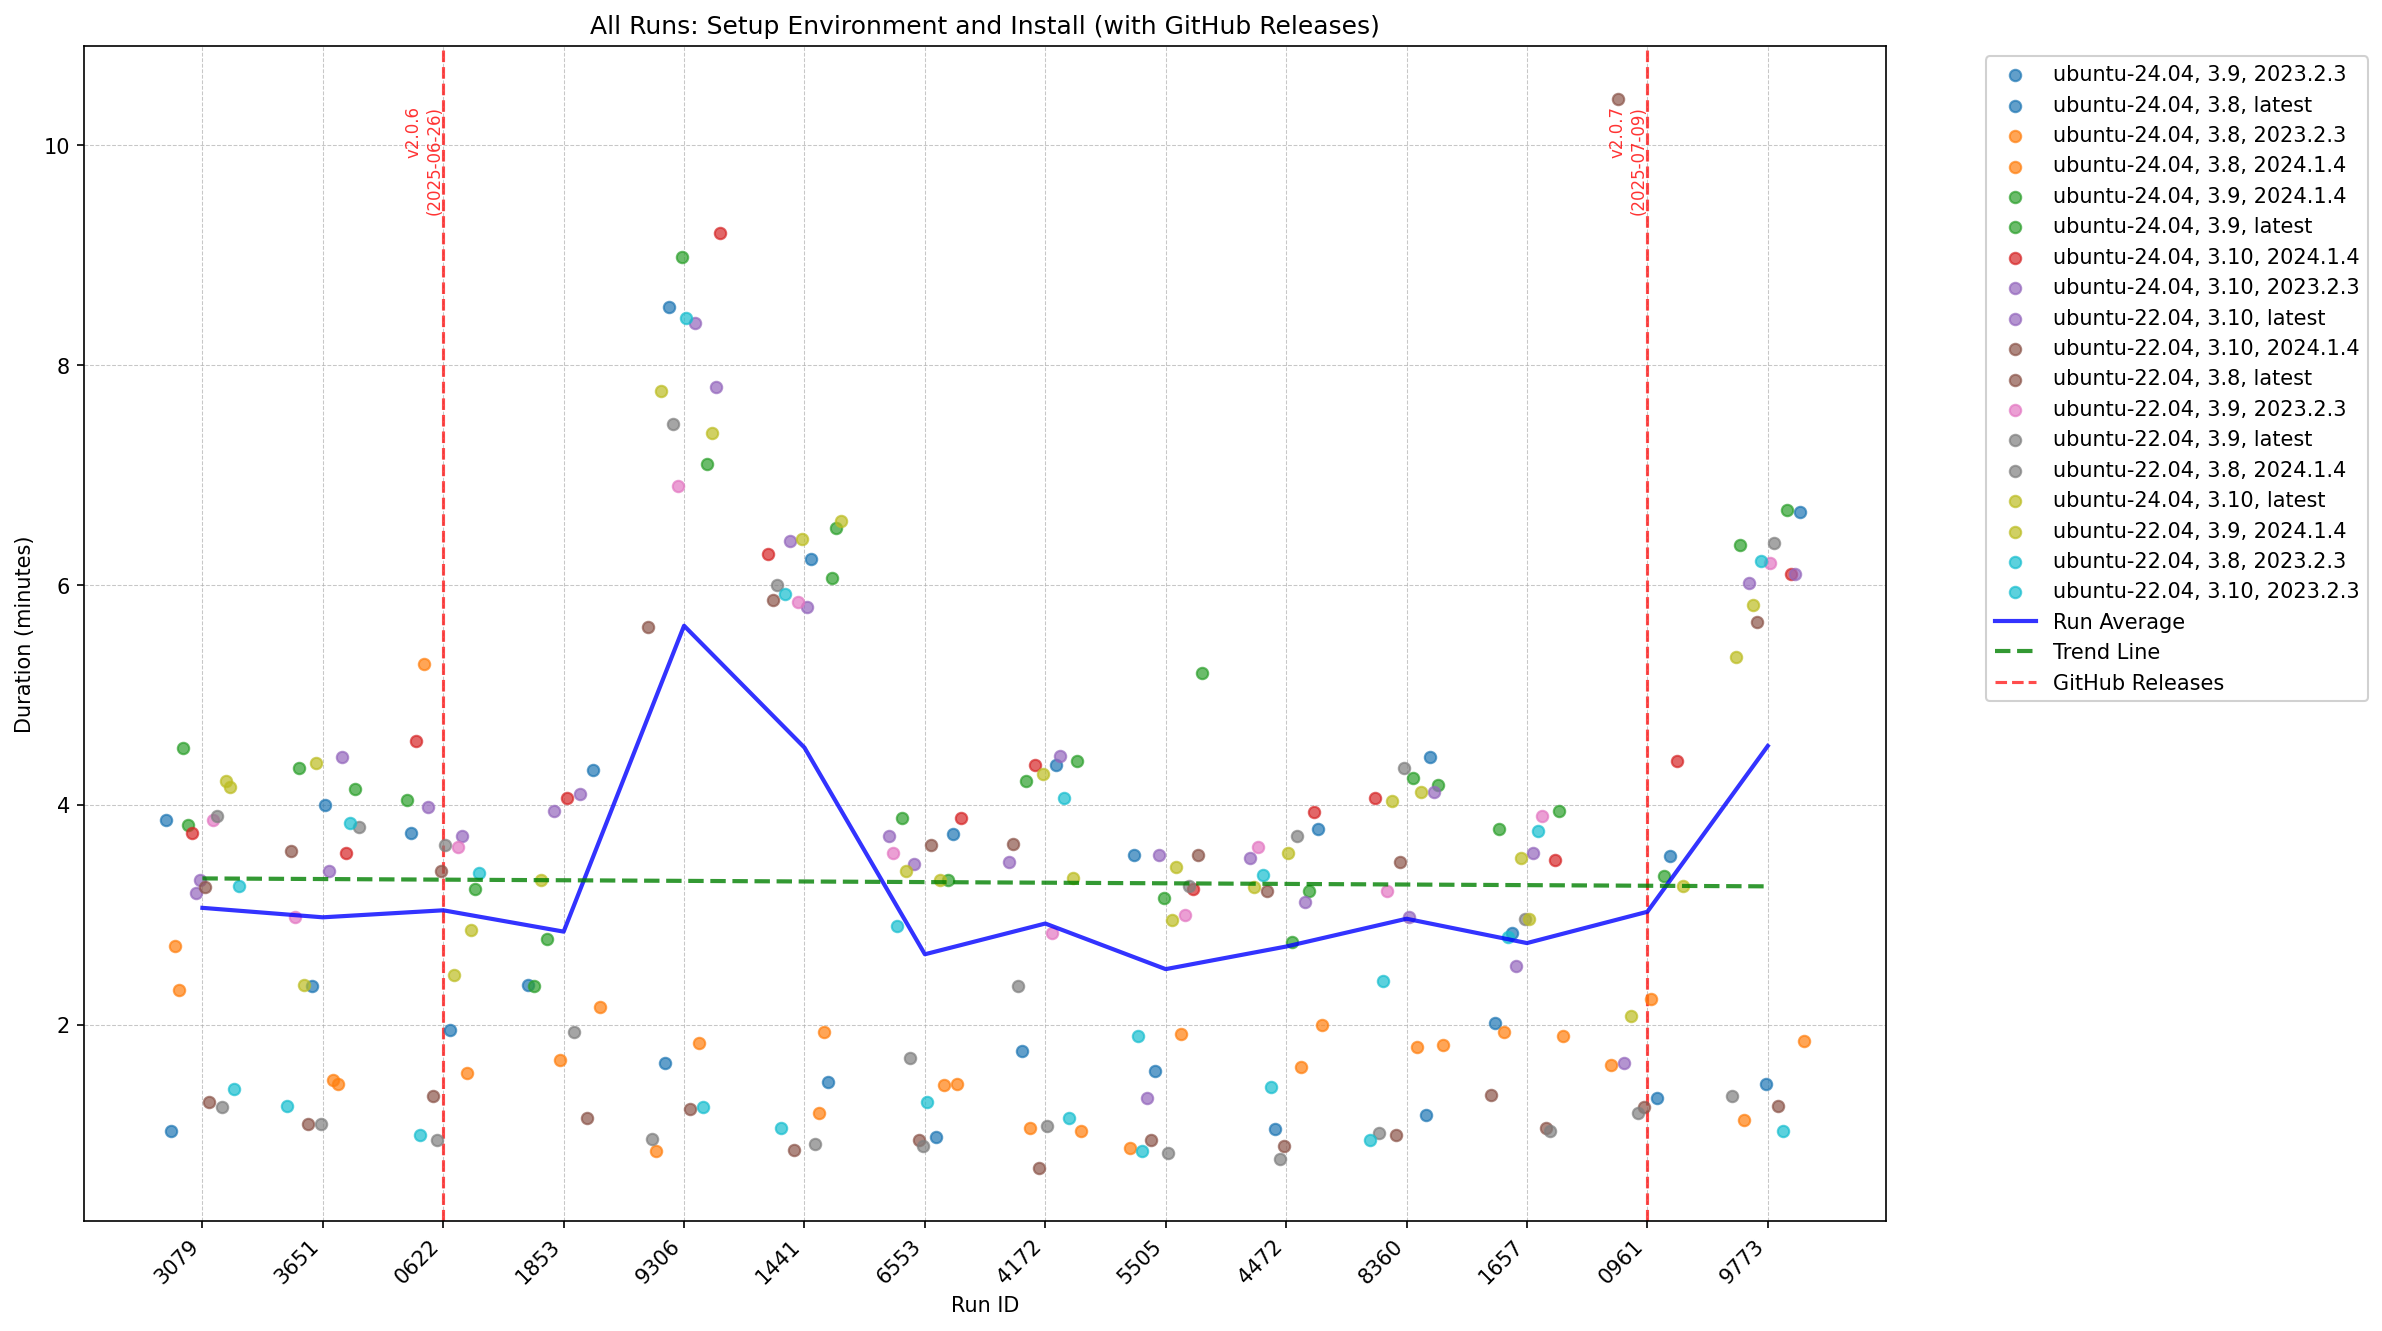 All Runs: Setup Environment and Install (with GitHub Releases)
Duration (minutes)
10
8
6
4
2
v2.0.6
(2025-06-26)
v2.0.7
(2025-07-09)
3079
3651
0622
1853
9306
1441
6553
4172
5505
4472
8360
1657
0961
9773
Run ID
ubuntu-24.04, 3.9, 2023.2.3
ubuntu-24.04, 3.8, latest
ubuntu-24.04, 3.8, 2023.2.3
ubuntu-24.04, 3.8, 2024.1.4
ubuntu-24.04, 3.9, 2024.1.4
ubuntu-24.04, 3.9, latest
ubuntu-24.04, 3.10, 2024.1.4
ubuntu-24.04, 3.10, 2023.2.3
ubuntu-22.04, 3.10, latest
ubuntu-22.04, 3.10, 2024.1.4
ubuntu-22.04, 3.8, latest
ubuntu-22.04, 3.9, 2023.2.3
ubuntu-22.04, 3.9, latest
ubuntu-22.04, 3.8, 2024.1.4
ubuntu-24.04, 3.10, latest
ubuntu-22.04, 3.9, 2024.1.4
ubuntu-22.04, 3.8, 2023.2.3
ubuntu-22.04, 3.10, 2023.2.3
Run Average
Trend Line
GitHub Releases